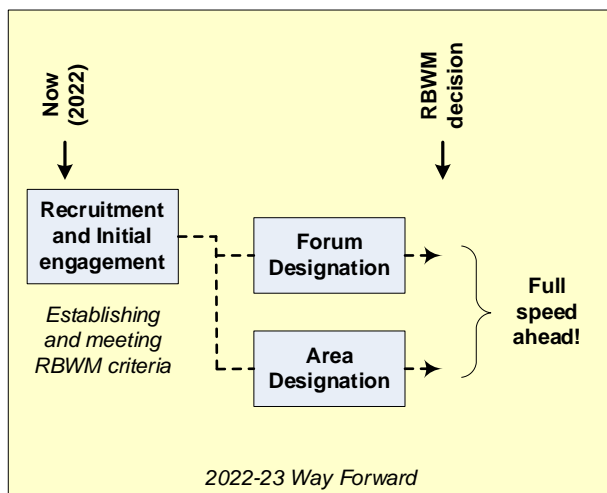 Now
(2022)
RBWM
decision
Recruitment
and Initial
engagement
Establishing
and meeting
RBWM criteria
Forum
Designation
Area
Designation
Full
speed
ahead!
2022-23 Way Forward